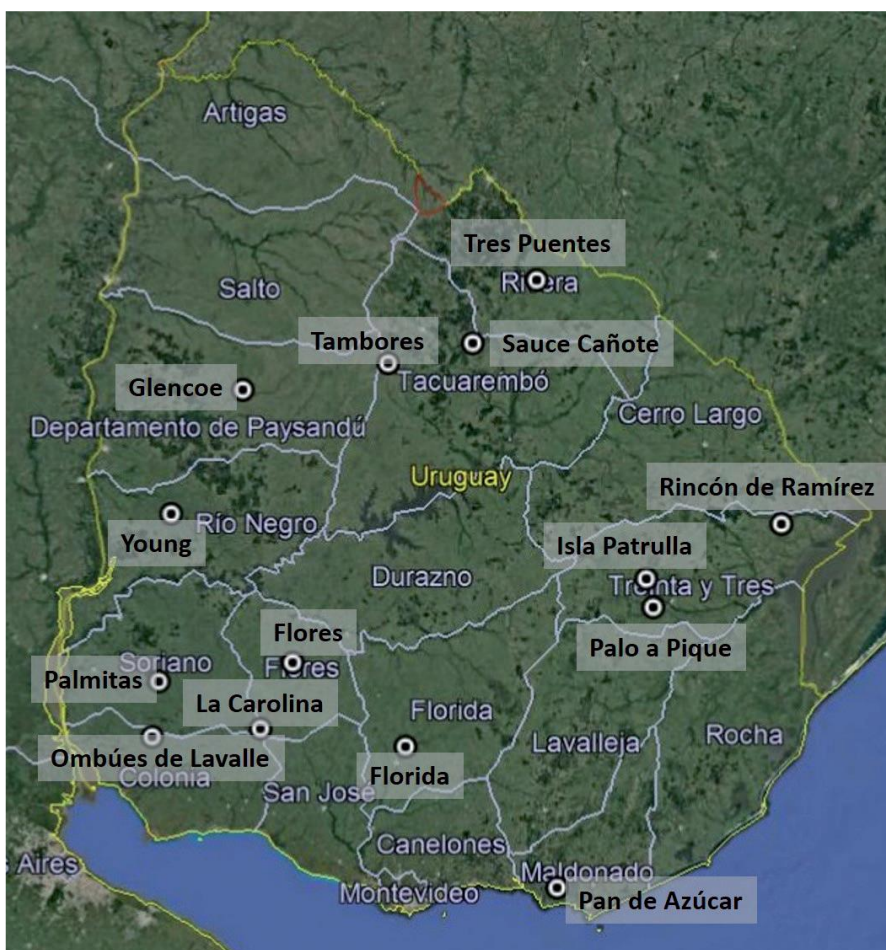 Artigas
Tres Puentes
Rivera
Salto
Tambores
Sauce Cañote
Glencoe
Tacuarembó
Departamento de Paysandú
Cerro Largo
Uruguay
Rincón de Ramírez
Young
Río Negro
Isla Patrulla
Durazno
Treinta y Tres
Flores
Palo a Pique
Soriano
Flores
Palmitas
La Carolina
Florida
Rocha
Lavalleja
Ombúes de Lavalle
Florida
Colonia
San José
Canelones
Aires
Maldonado
Montevideo
Pan de Azúcar